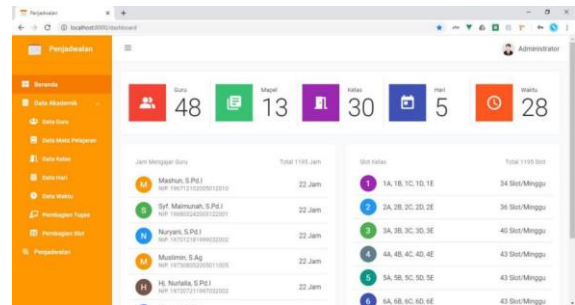 Penjadwalan
localhost:8000/dashboard
Penjadwalan
Administrator
Beranda
Data Akademik
Data Guru
Data Mata Pelajaran
Data Kelas
Data Hari
Data Waktu
Pembagian Tugas
Pembagian Slot
Penjadwalan
Guru
48
Mapel
13
Kelas
30
Hari
5
Waktu
28
Jam Mengajar Guru
Total 1195 Jam
M
Mashun, S.Pd.I
22 Jam
S
Syf. Maimunah, S.Pd.I
22 Jam
N
Nuryani, S.Pd.I
22 Jam
M
Muslimin, S.Ag
22 Jam
H
Hj. Nurlaila, S.Pd.I
22 Jam
Slot Kelas
Total 1195 Slot
1
1A, 1B, 1C, 1D, 1E
34 Slot/Minggu
2
2A, 2B, 2C, 2D, 2E
36 Slot/Minggu
3
3A, 3B, 3C, 3D, 3E
40 Slot/Minggu
4
4A, 4B, 4C, 4D, 4E
43 Slot/Minggu
5
5A, 5B, 5C, 5D, 5E
43 Slot/Minggu
6
6A, 6B, 6C, 6D, 6E
43 Slot/Minggu